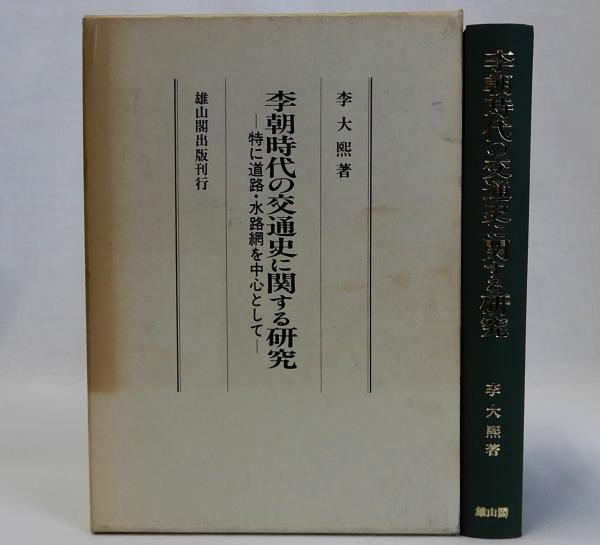 李大熙著
李朝時代の交通史に関する研究
―特に道路・水路網を中心として―
雄山閣出版刊行
李朝時代の交通史に関する研究
李大熙著
雄山閣